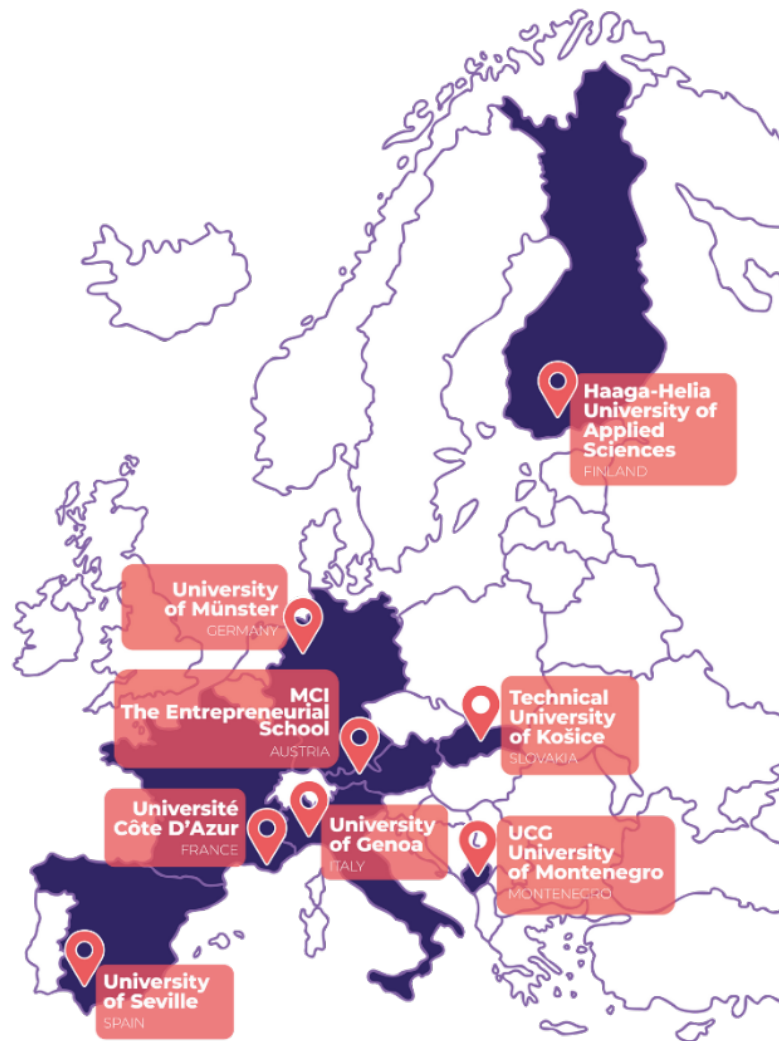 Haaga-Helia
University of
Applied
Sciences
FINLAND
University
of Münster
GERMANY
MCI
The Entrepreneurial
School
AUSTRIA
Technical
University
of Košice
SLOVAKIA
Université
Côte D'Azur
FRANCE
University
of Genoa
ITALY
UCG
University
of Montenegro
MONTENEGRO
University
of Seville
SPAIN